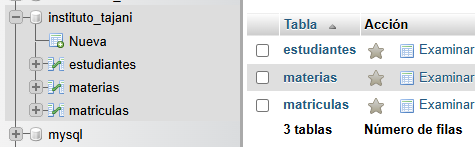 instituto_tajani
Nueva
estudiantes
materias
matriculas
mysql
Tabla Acción
estudiantes Examinar
materias Examinar
matriculas Examinar
3 tablas Número de filas